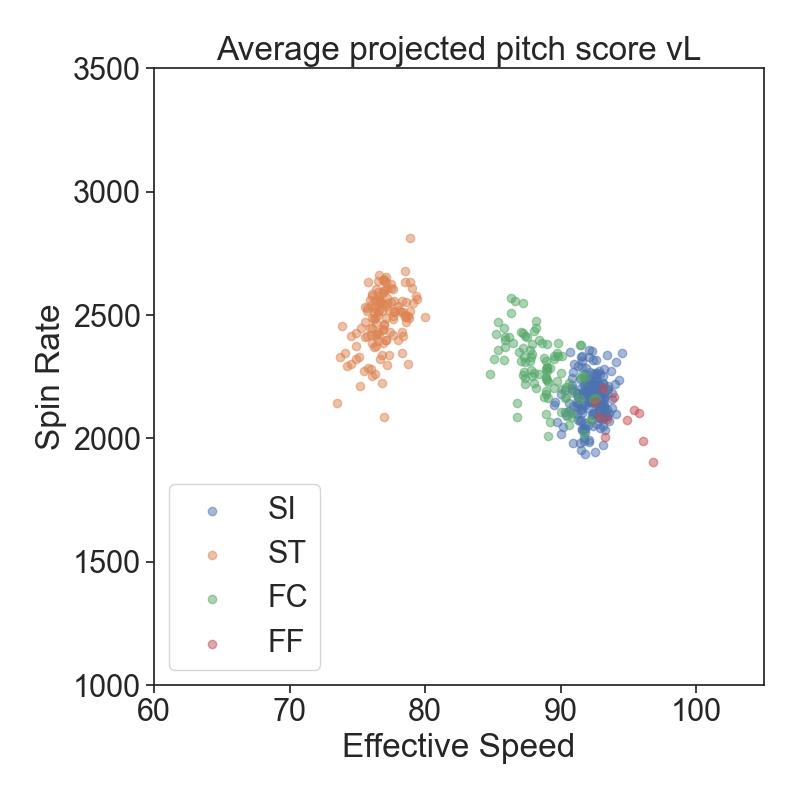 Average projected pitch score vL
3500
3000
2500
2000
1500
1000
Spin Rate
SI
ST
FC
FF
60 70 80 90 100
Effective Speed